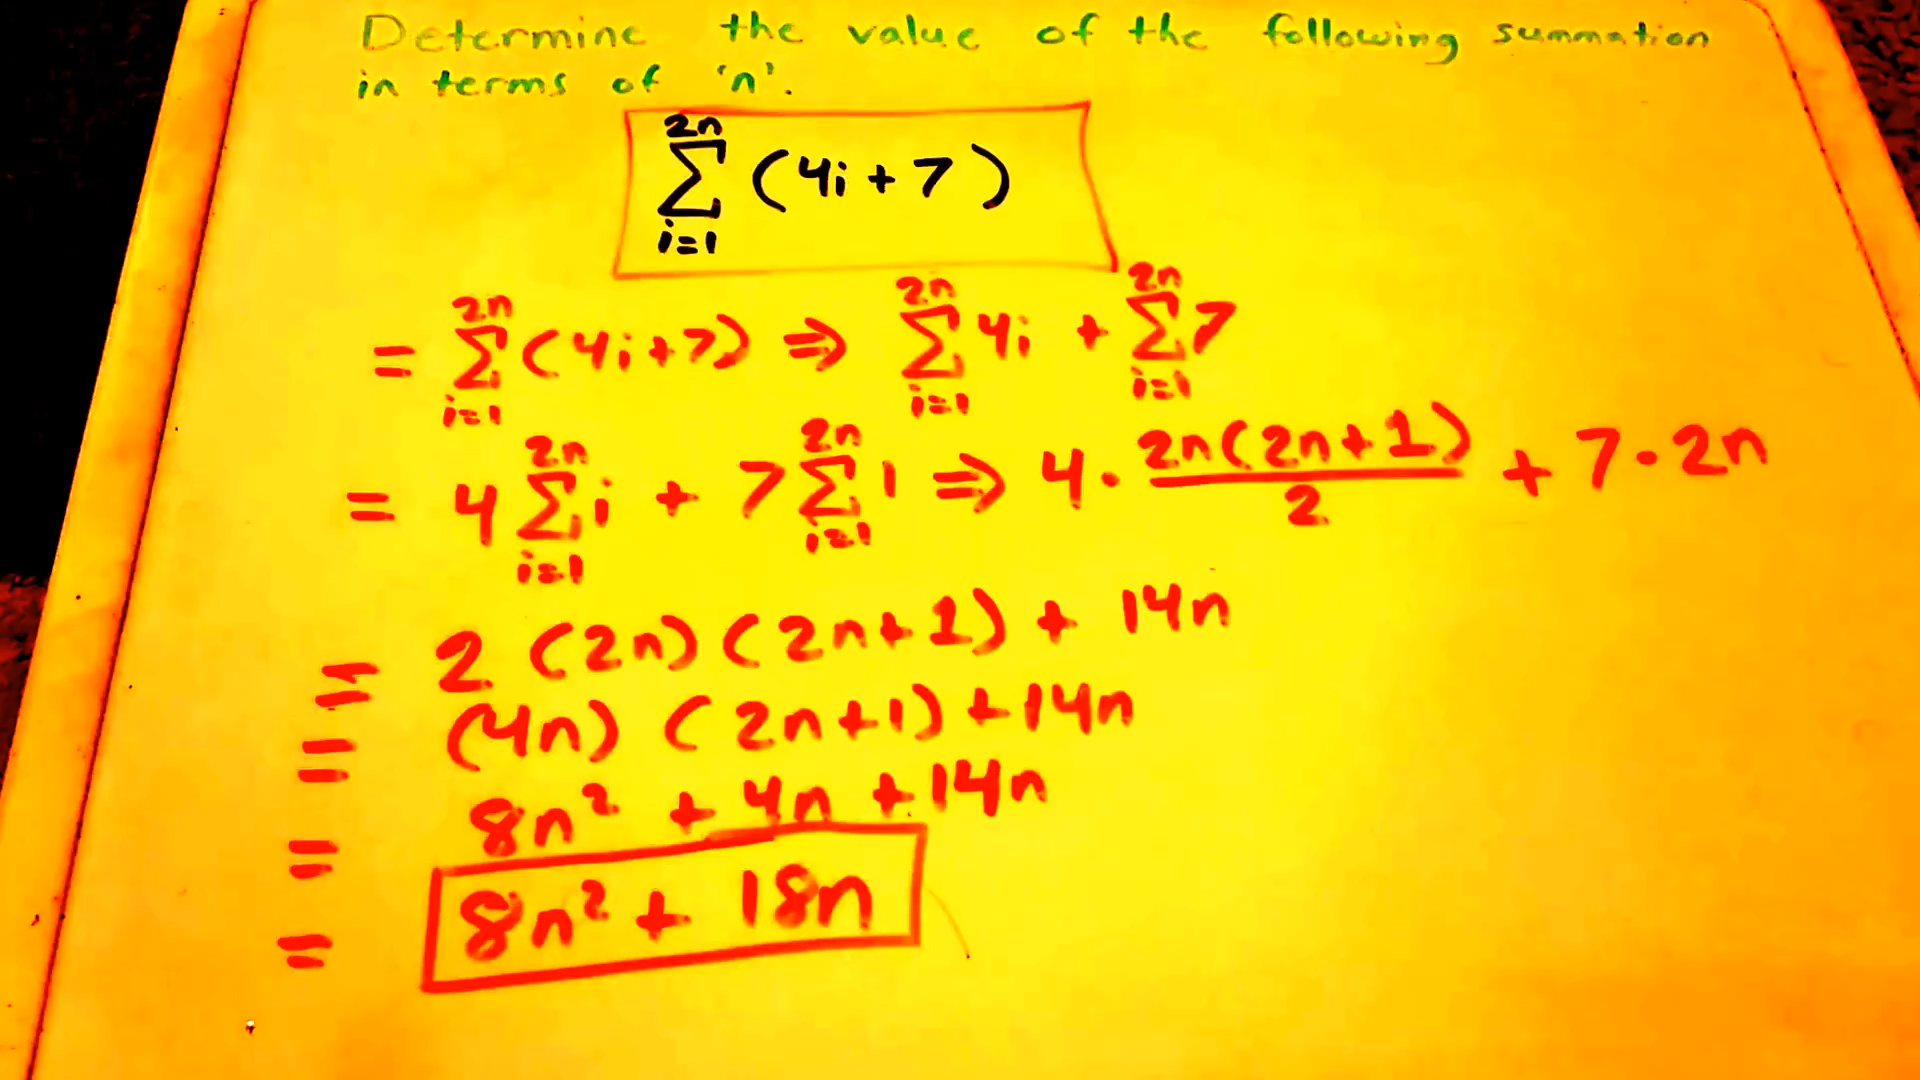 Determine the value of the following summation
in terms of 'n'.
2n
∑ (4i + 7)
i=1
= ∑_{i=1}^{2n} (4i+7) ⇒ ∑_{i=1}^{2n} 4i + ∑_{i=1}^{2n} 7
= 4 ∑_{i=1}^{2n} i + 7 ∑_{i=1}^{2n} 1 ⇒ 4 · 2n(2n+1)/2 + 7 · 2n
= 2 (2n) (2n+1) + 14n
= (4n) (2n+1) + 14n
= 8n² + 4n + 14n
= 8n² + 18n